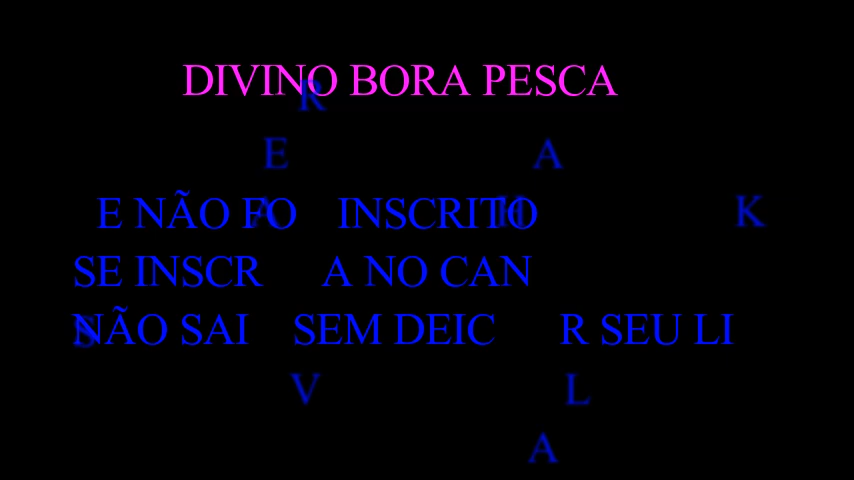 DIVINO BORA PESCA
E NÃO FO INSCRITO
SE INSCR A NO CAN
NÃO SAI SEM DEIC R SEU LI